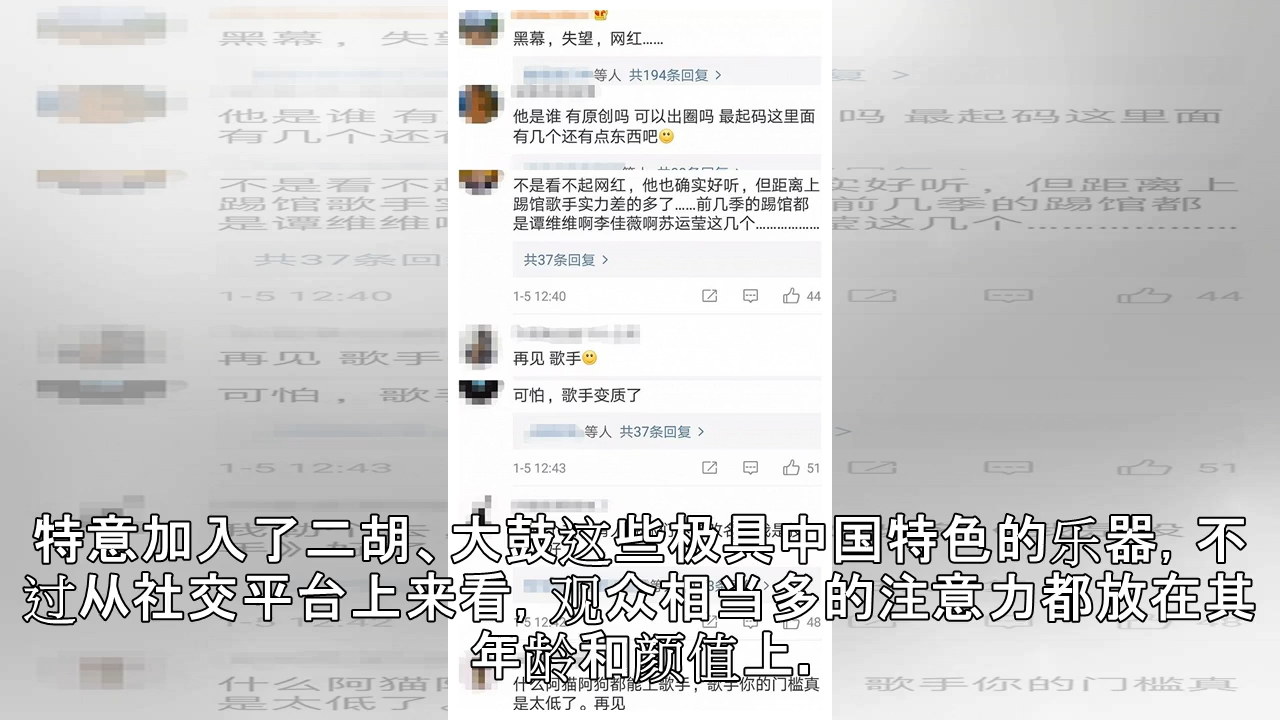 黑幕，失望，网红……
等人 共194条回复 >
他是谁 有原创吗 可以出圈吗 最起码这里面
有几个还有点东西吧
不是看不起网红，他也确实好听，但距离上
踢馆歌手实力差的多了……前几季的踢馆都
是谭维维啊李佳薇啊苏运莹这几个………………
共37条回复 >
1-5 12:40
44
再见 歌手
可怕，歌手变质了
等人 共37条回复 >
1-5 12:43
51
特意加入了二胡、大鼓这些极具中国特色的乐器，不
过从社交平台上来看，观众相当多的注意力都放在其
48
年龄和颜值上.
什么阿猫阿狗都能上歌手，歌手你的门槛真
是太低了。再见